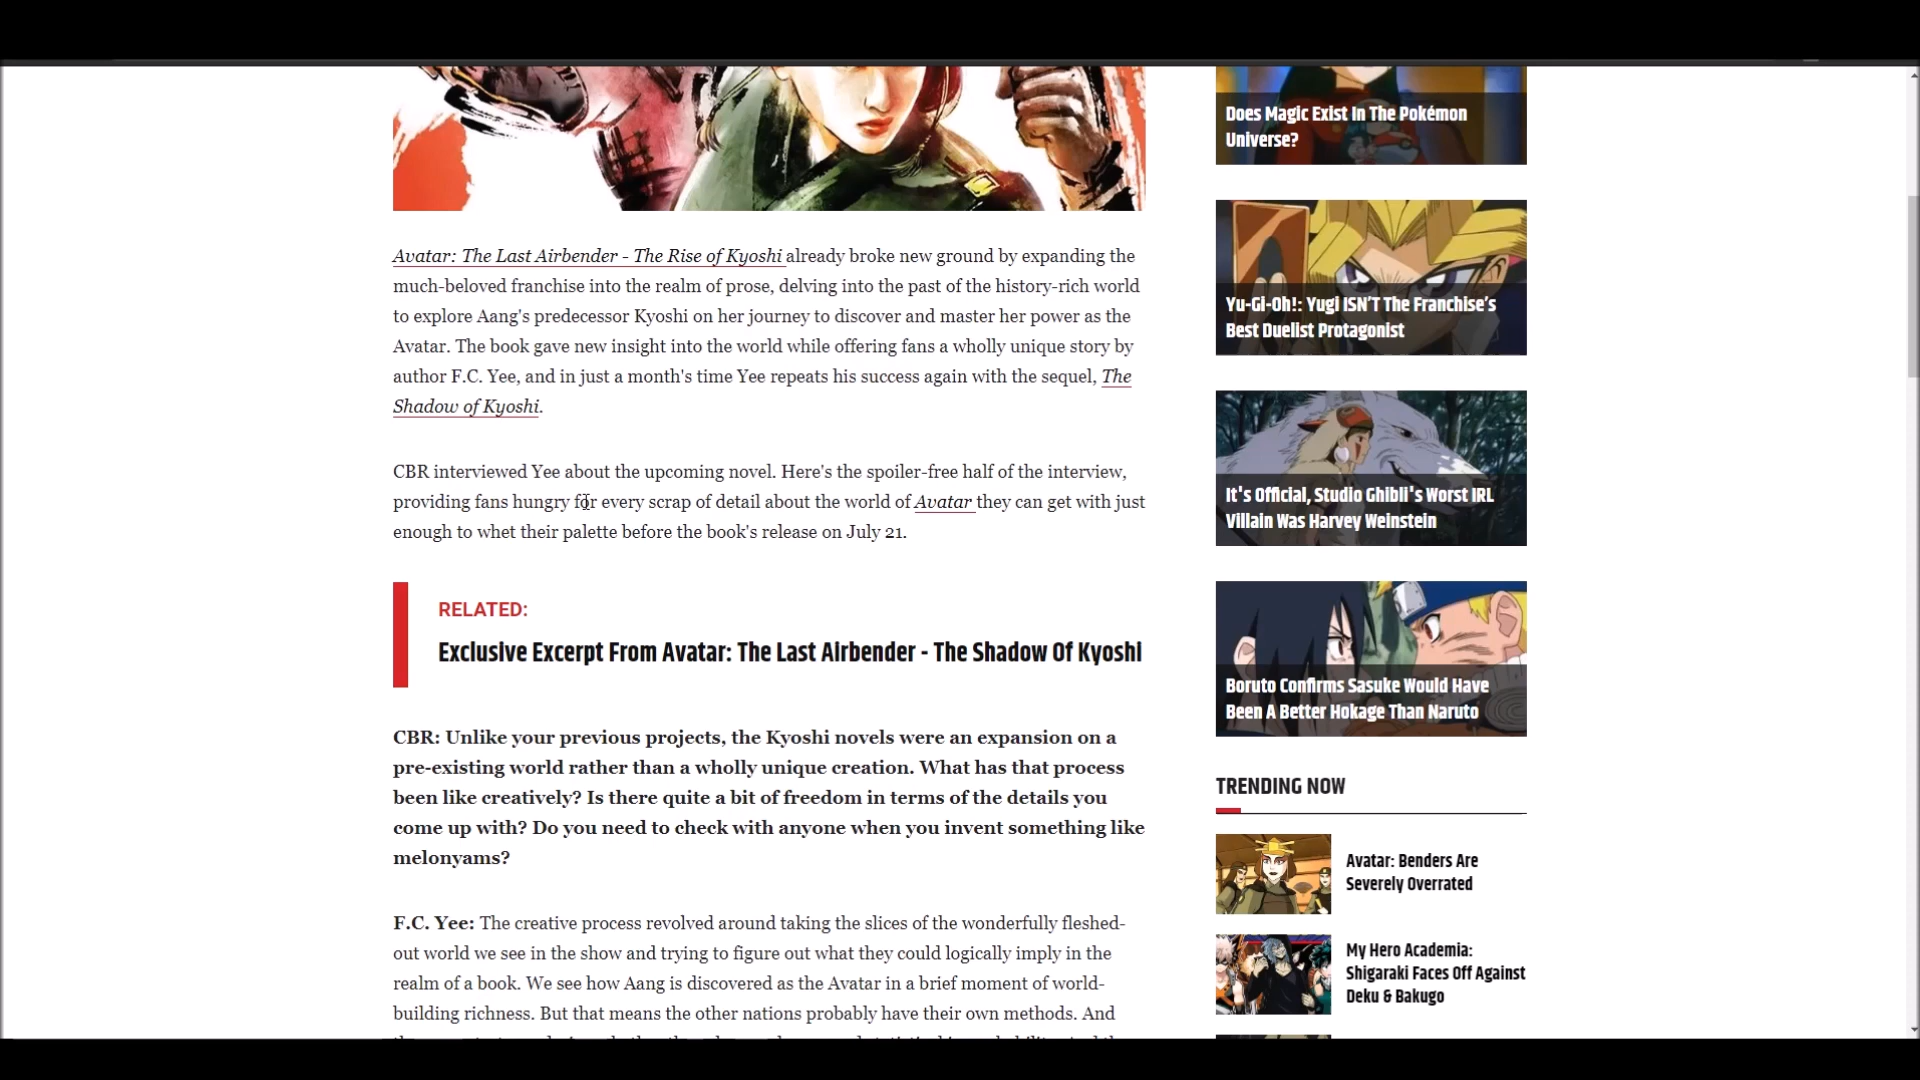 Avatar: The Last Airbender - The Rise of Kyoshi already broke new ground by expanding the
much-beloved franchise into the realm of prose, delving into the past of the history-rich world
to explore Aang's predecessor Kyoshi on her journey to discover and master her power as the
Avatar. The book gave new insight into the world while offering fans a wholly unique story by
author F.C. Yee, and in just a month's time Yee repeats his success again with the sequel, The
Shadow of Kyoshi.
CBR interviewed Yee about the upcoming novel. Here's the spoiler-free half of the interview,
providing fans hungry for every scrap of detail about the world of Avatar they can get with just
enough to whet their palette before the book's release on July 21.
RELATED:
Exclusive Excerpt From Avatar: The Last Airbender - The Shadow Of Kyoshi
CBR: Unlike your previous projects, the Kyoshi novels were an expansion on a
pre-existing world rather than a wholly unique creation. What has that process
been like creatively? Is there quite a bit of freedom in terms of the details you
come up with? Do you need to check with anyone when you invent something like
melonyams?
F.C. Yee: The creative process revolved around taking the slices of the wonderfully fleshed-
out world we see in the show and trying to figure out what they could logically imply in the
realm of a book. We see how Aang is discovered as the Avatar in a brief moment of world-
building richness. But that means the other nations probably have their own methods. And
Does Magic Exist In The Pokémon
Universe?
Yu-Gi-Oh!: Yugi ISN'T The Franchise's
Best Duelist Protagonist
It's Official, Studio Ghibli's Worst IRL
Villain Was Harvey Weinstein
Boruto Confirms Sasuke Would Have
Been A Better Hokage Than Naruto
TRENDING NOW
Avatar: Benders Are
Severely Overrated
My Hero Academia:
Shigaraki Faces Off Against
Deku & Bakugo